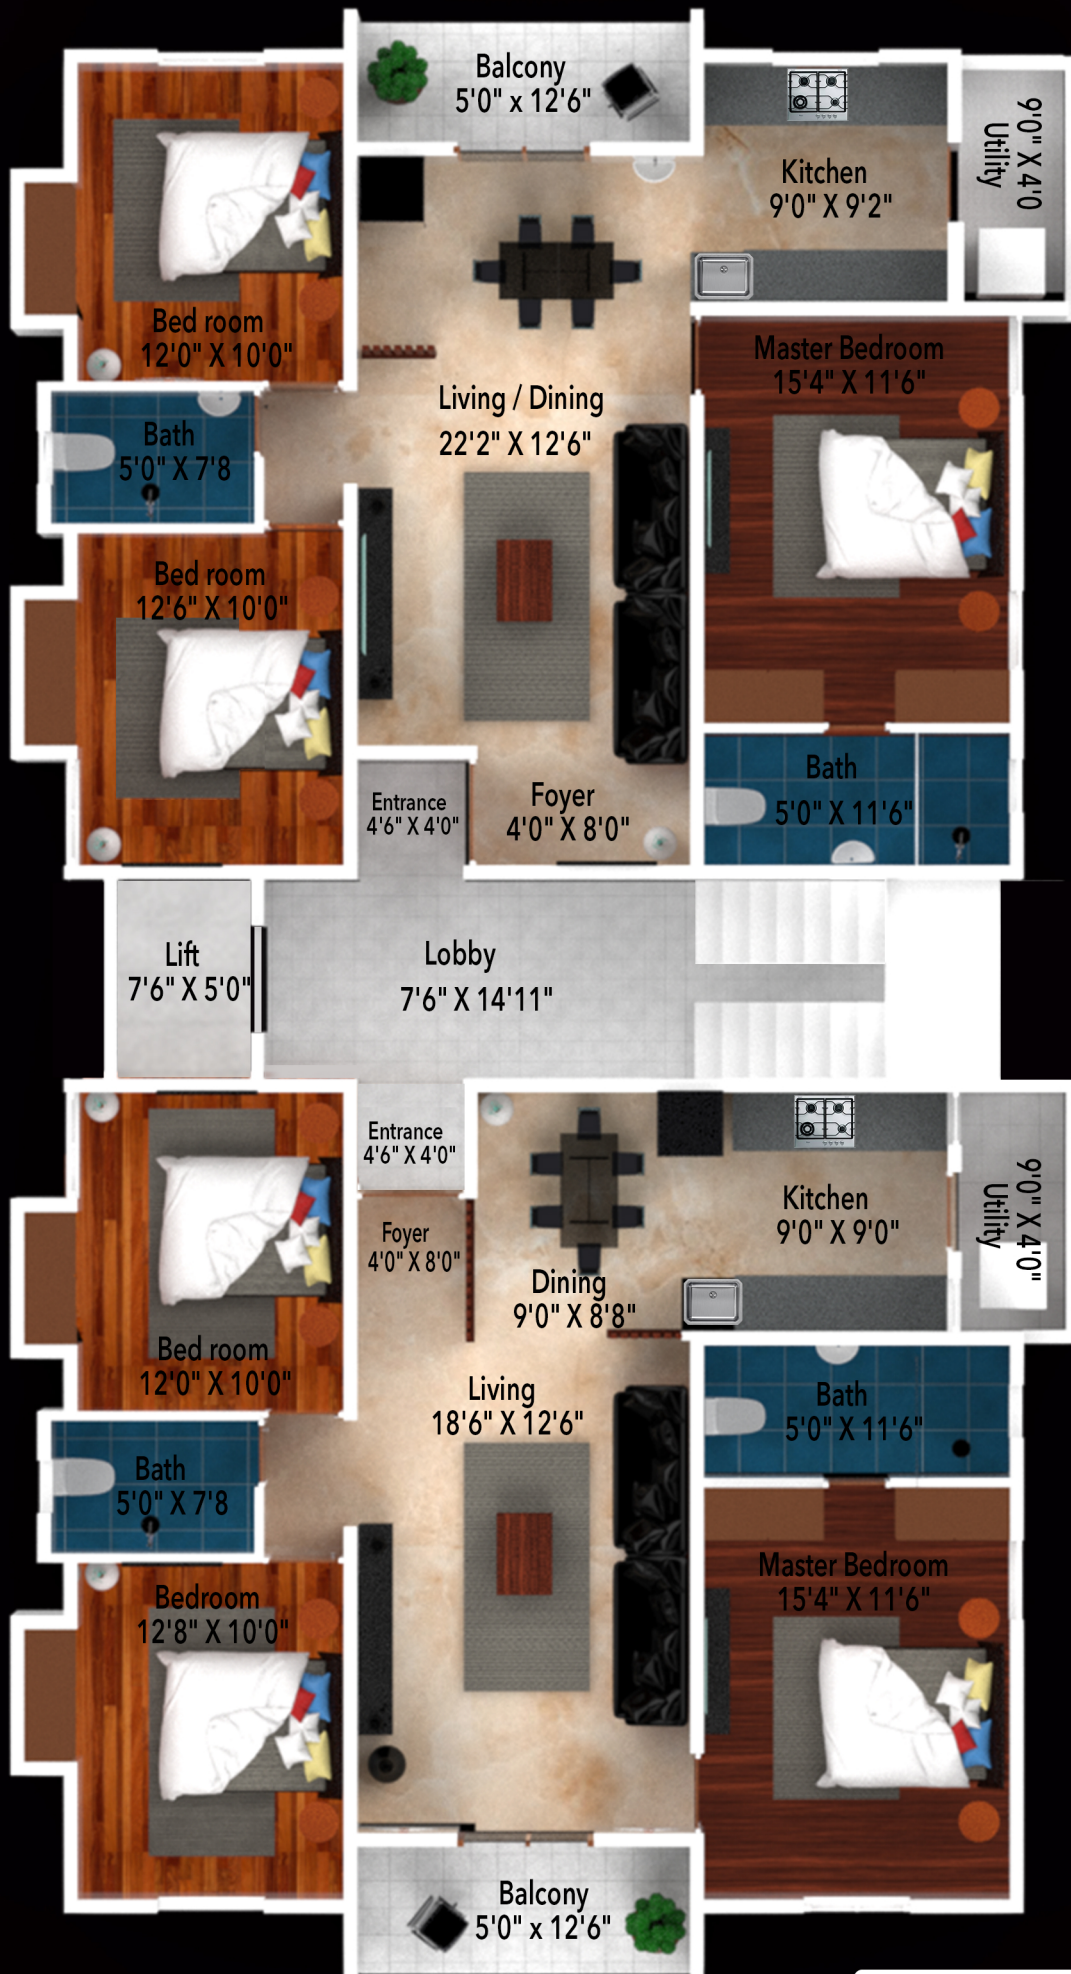 Balcony
5'0" x 12'6"
Kitchen
9'0" X 9'2"
9'0" X 4'0
Utility
Bed room
12'0" X 10'0"
Master Bedroom
15'4" X 11'6"
Living / Dining
22'2" X 12'6"
Bath
5'0" X 7'8
Bed room
12'6" X 10'0"
Bath
5'0" X 11'6"
Entrance
4'6" X 4'0"
Foyer
4'0" X 8'0"
Lift
7'6" X 5'0"
Lobby
7'6" X 14'11"
Entrance
4'6" X 4'0"
Foyer
4'0" X 8'0"
Kitchen
9'0" X 9'0"
9'0" X 4'0"
Utility
Dining
9'0" X 8'8"
Bed room
12'0" X 10'0"
Living
18'6" X 12'6"
Bath
5'0" X 11'6"
Bath
5'0" X 7'8
Master Bedroom
15'4" X 11'6"
Bedroom
12'8" X 10'0"
Balcony
5'0" x 12'6"